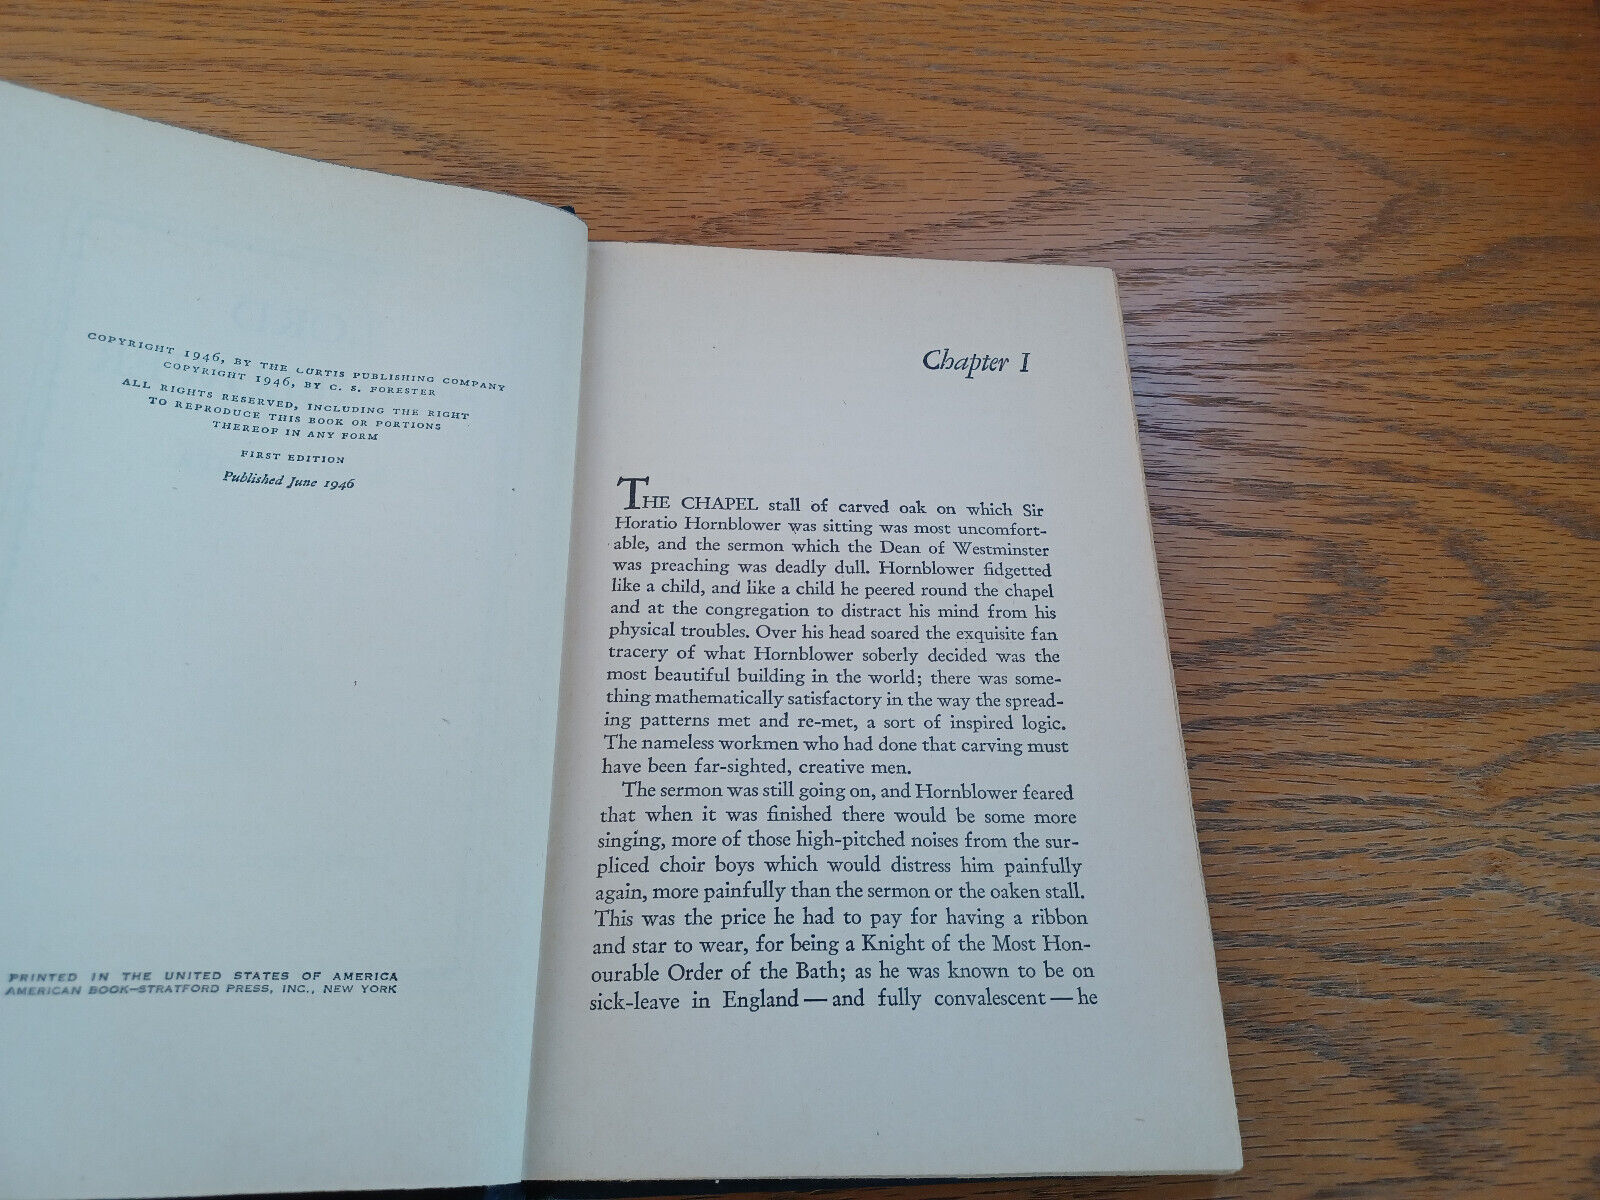 COPYRIGHT 1946, BY THE CURTIS PUBLISHING COMPANY
COPYRIGHT 1946, BY C. S. FORESTER
ALL RIGHTS RESERVED, INCLUDING THE RIGHT
TO REPRODUCE THIS BOOK OR PORTIONS
THEREOF IN ANY FORM
FIRST EDITION
Published June 1946
PRINTED IN THE UNITED STATES OF AMERICA
AMERICAN BOOK—STRATFORD PRESS, INC., NEW YORK
Chapter I
THE CHAPEL stall of carved oak on which Sir
Horatio Hornblower was sitting was most uncomfort-
able, and the sermon which the Dean of Westminster
was preaching was deadly dull. Hornblower fidgetted
like a child, and like a child he peered round the chapel
and at the congregation to distract his mind from his
physical troubles. Over his head soared the exquisite fan
tracery of what Hornblower soberly decided was the
most beautiful building in the world; there was some-
thing mathematically satisfactory in the way the spread-
ing patterns met and re-met, a sort of inspired logic.
The nameless workmen who had done that carving must
have been far-sighted, creative men.
The sermon was still going on, and Hornblower feared
that when it was finished there would be some more
singing, more of those high-pitched noises from the sur-
pliced choir boys which would distress him painfully
again, more painfully than the sermon or the oaken stall.
This was the price he had to pay for having a ribbon
and star to wear, for being a Knight of the Most Hon-
ourable Order of the Bath; as he was known to be on
sick-leave in England — and fully convalescent — he